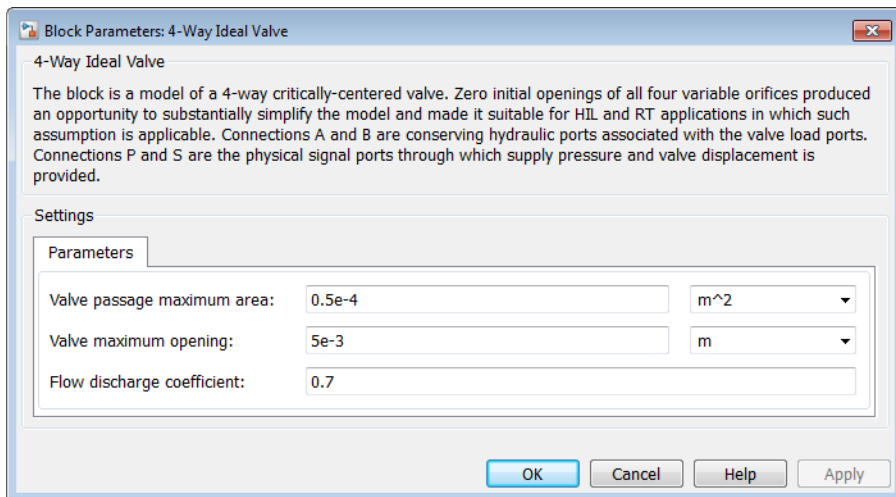 Block Parameters: 4-Way Ideal Valve
4-Way Ideal Valve
The block is a model of a 4-way critically-centered valve. Zero initial openings of all four variable orifices produced
an opportunity to substantially simplify the model and made it suitable for HIL and RT applications in which such
assumption is applicable. Connections A and B are conserving hydraulic ports associated with the valve load ports.
Connections P and S are the physical signal ports through which supply pressure and valve displacement is
provided.
Settings
Parameters
Valve passage maximum area: 0.5e-4 m^2
Valve maximum opening: 5e-3 m
Flow discharge coefficient: 0.7
OK Cancel Help Apply